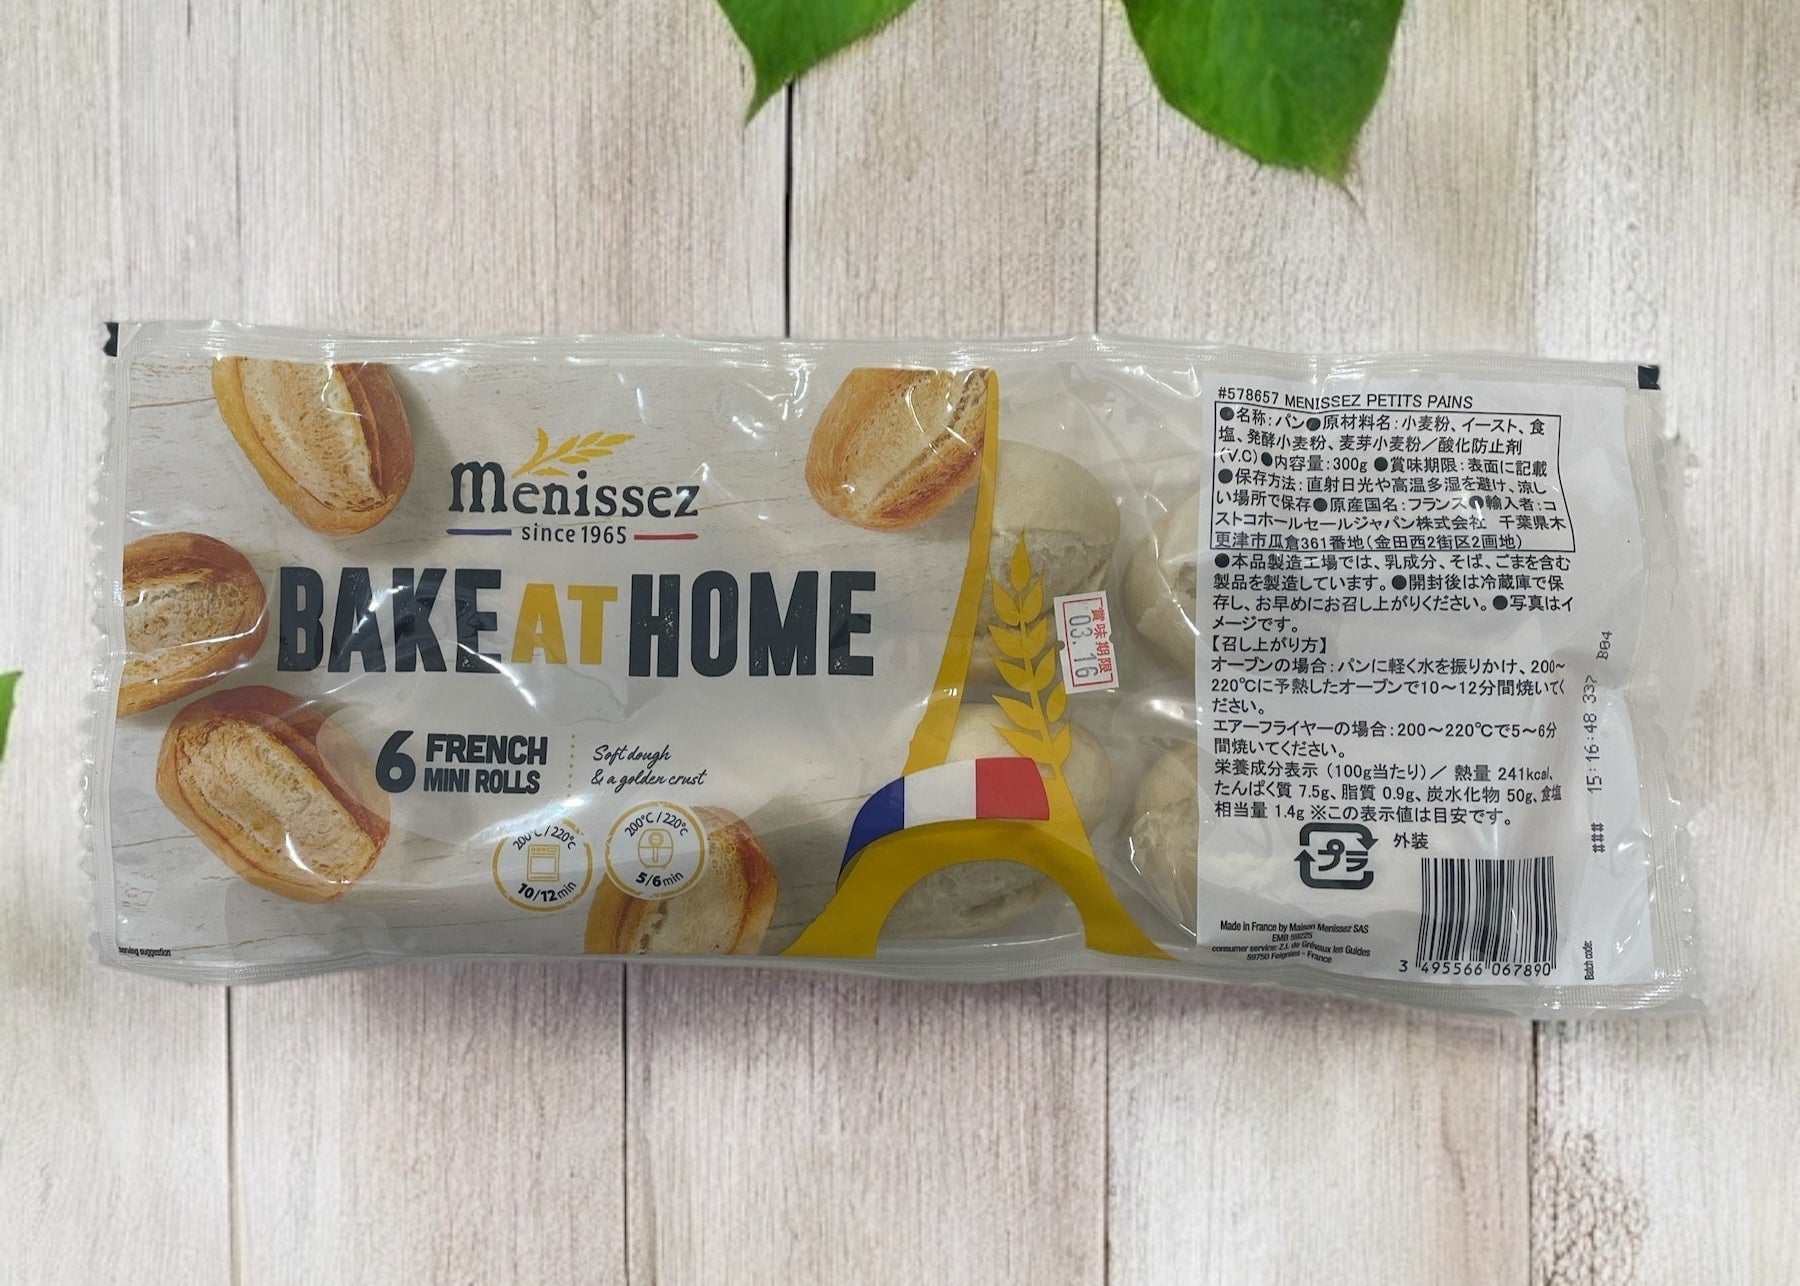 Menissez
since 1965
BAKE AT HOME
6 FRENCH
MINI ROLLS
Soft dough
& a golden crust
200°C / 220°C
10/12 min
200°C / 220°C
5/6 min
serving suggestion
賞味期限
03.16
#578657 MENISSEZ PETITS PAINS
●名称:パン●原材料名:小麦粉、イースト、食
塩、発酵小麦粉、麦芽小麦粉/酸化防止剤
(V.C)●内容量:300g ●賞味期限:表面に記載
●保存方法:直射日光や高温多湿を避け、涼し
い場所で保存●原産国名:フランス●輸入者:コ
ストコホールセールジャパン株式会社 千葉県木
更津市瓜倉361番地(金田西2街区2画地)
●本品製造工場では、乳成分、そば、ごまを含む
製品を製造しています。●開封後は冷蔵庫で保
存し、お早めにお召し上がりください。●写真はイ
メージです。
【召し上がり方】
オーブンの場合:パンに軽く水を振りかけ、200~
220℃に予熱したオーブンで10~12分間焼いてく
ださい。
エアーフライヤーの場合:200~220℃で5~6分
間焼いてください。
栄養成分表示 (100g当たり)/ 熱量 241kcal、
たんぱく質 7.5g、脂質 0.9g、炭水化物 50g、食塩
相当量 1.4g ※この表示値は目安です。
プラ
外装
Made in France by Maison Menissez SAS
EMB 59225
consumer service: Z.I. de Grévaux les Guides
59750 Feignies - France
3 495566 067890
Batch code:
### 15:16:48 337 B04